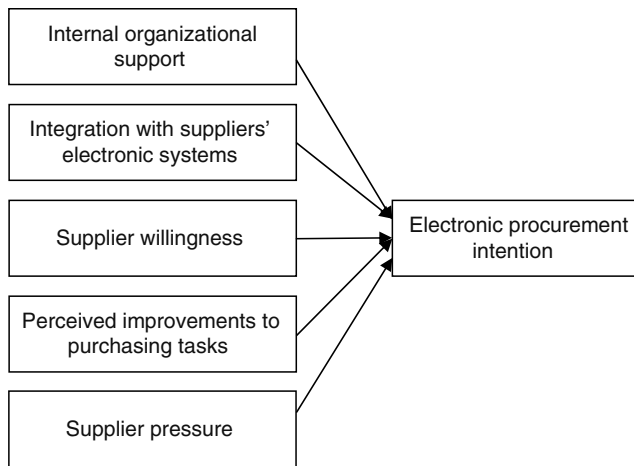 Internal organizational
support
Integration with suppliers’
electronic systems
Supplier willingness
Perceived improvements to
purchasing tasks
Supplier pressure
Electronic procurement
intention